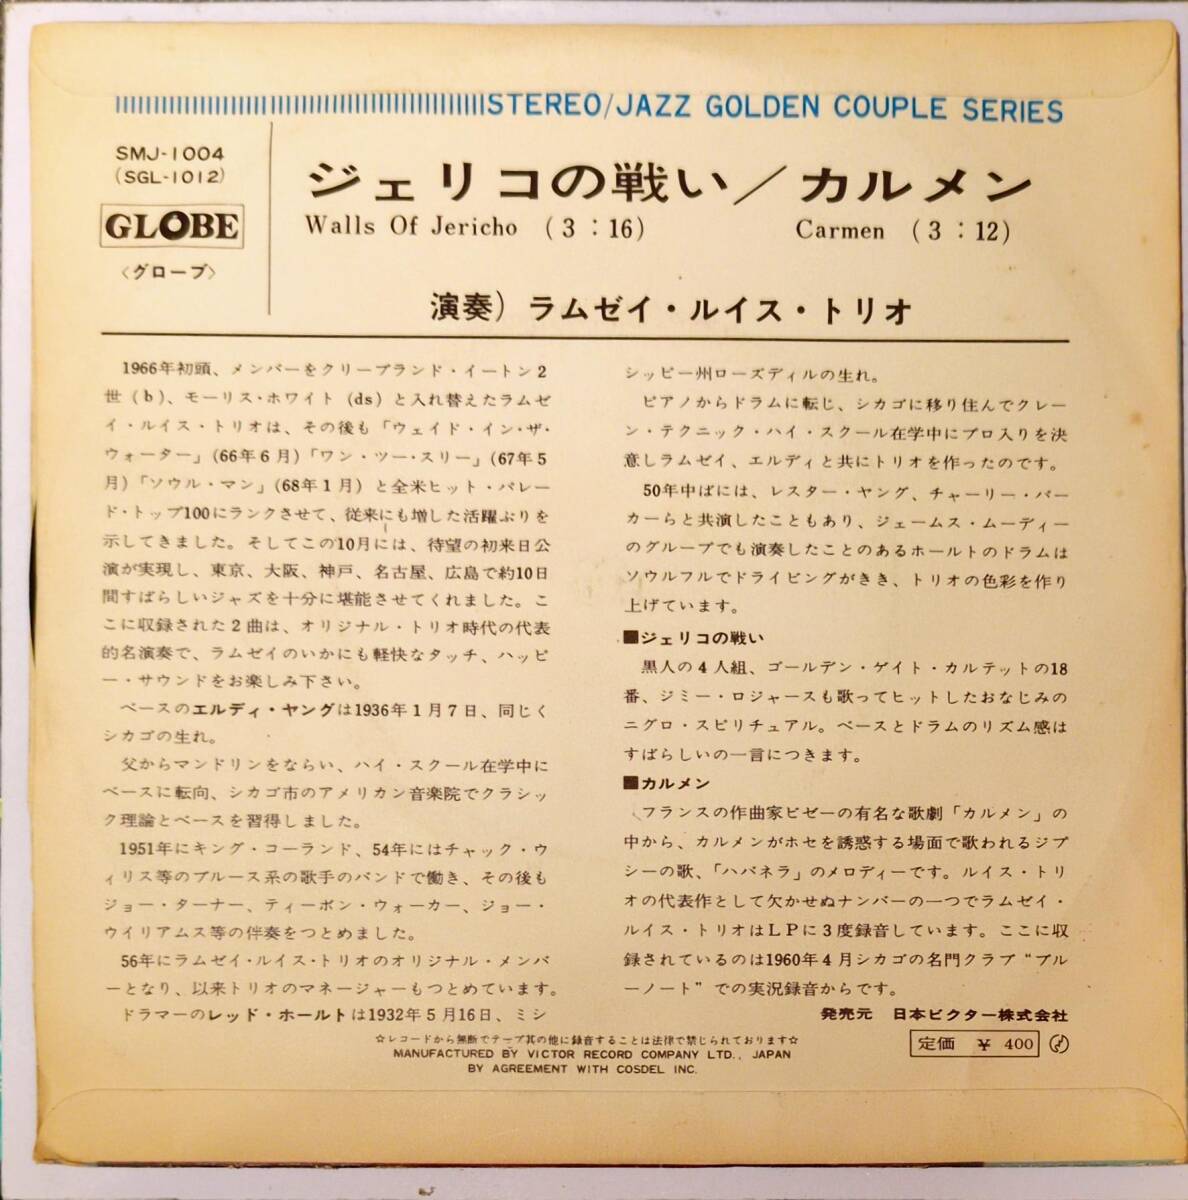 STEREO/JAZZ GOLDEN COUPLE SERIES
SMJ-1004
(SGL-1012)
GLOBE
〈グローブ〉
ジェリコの戦い／カルメン
Walls Of Jericho (3:16) Carmen (3:12)
演奏) ラムゼイ・ルイス・トリオ
1966年初頭、メンバーをクリーブランド・イートン2
世(b)、モーリス・ホワイト(ds)と入れ替えたラムゼ
イ・ルイス・トリオは、その後も「ウェイド・イン・ザ・
ウォーター」(66年6月)「ワン・ツー・スリー」(67年5
月)「ソウル・マン」(68年1月)と全米ヒット・パレー
ド・トップ100にランクさせて、従来にも増した活躍ぶりを
示してきました。そしてこの10月には、待望の初来日公
演が実現し、東京、大阪、神戸、名古屋、広島で約10日
間すばらしいジャズを十分に堪能させてくれました。こ
こに収録された2曲は、オリジナル・トリオ時代の代表
的名演奏で、ラムゼイのいかにも軽快なタッチ、ハッピ
ー・サウンドをお楽しみ下さい。
ベースのエルディ・ヤングは1936年1月7日、同じく
シカゴの生れ。
父からマンドリンをならい、ハイ・スクール在学中に
ベースに転向、シカゴ市のアメリカン音楽院でクラシッ
ク理論とベースを習得しました。
1951年にキング・コーランド、54年にはチャック・ウ
ィリス等のブルース系の歌手のバンドで働き、その後も
ジョー・ターナー、ティーボン・ウォーカー、ジョー・
ウイリアムス等の伴奏をつとめました。
56年にラムゼイ・ルイス・トリオのオリジナル・メンバ
ーとなり、以来トリオのマネージャーもつとめています。
ドラマーのレッド・ホールトは1932年5月16日、ミシ
シッピー州ローズディルの生れ。
ピアノからドラムに転じ、シカゴに移り住んでクレー
ン・テクニック・ハイ・スクール在学中にプロ入りを決
意しラムゼイ、エルディと共にトリオを作ったのです。
50年中ばには、レスター・ヤング、チャーリー・パー
カーらと共演したこともあり、ジェームス・ムーディー
のグループでも演奏したことのあるホールトのドラムは
ソウルフルでドライビングがきき、トリオの色彩を作り
上げています。
■ジェリコの戦い
黒人の4人組、ゴールデン・ゲイト・カルテットの18
番、ジミー・ロジャースも歌ってヒットしたおなじみの
ニグロ・スピリチュアル。ベースとドラムのリズム感は
すばらしいの一言につきます。
■カルメン
フランスの作曲家ビゼーの有名な歌劇「カルメン」の
中から、カルメンがホセを誘惑する場面で歌われるジプ
シーの歌、「ハバネラ」のメロディーです。ルイス・トリ
オの代表作として欠かせぬナンバーの一つでラムゼイ・
ルイス・トリオはLPに3度録音しています。ここに収
録されているのは1960年4月シカゴの名門クラブ“ブル
ーノート”での実況録音からです。
発売元 日本ビクター株式会社
☆レコードから無断でテープ其の他に録音することは法律で禁じられております☆
MANUFACTURED BY VICTOR RECORD COMPANY LTD., JAPAN
BY AGREEMENT WITH COSDEL INC.
定価 ¥ 400